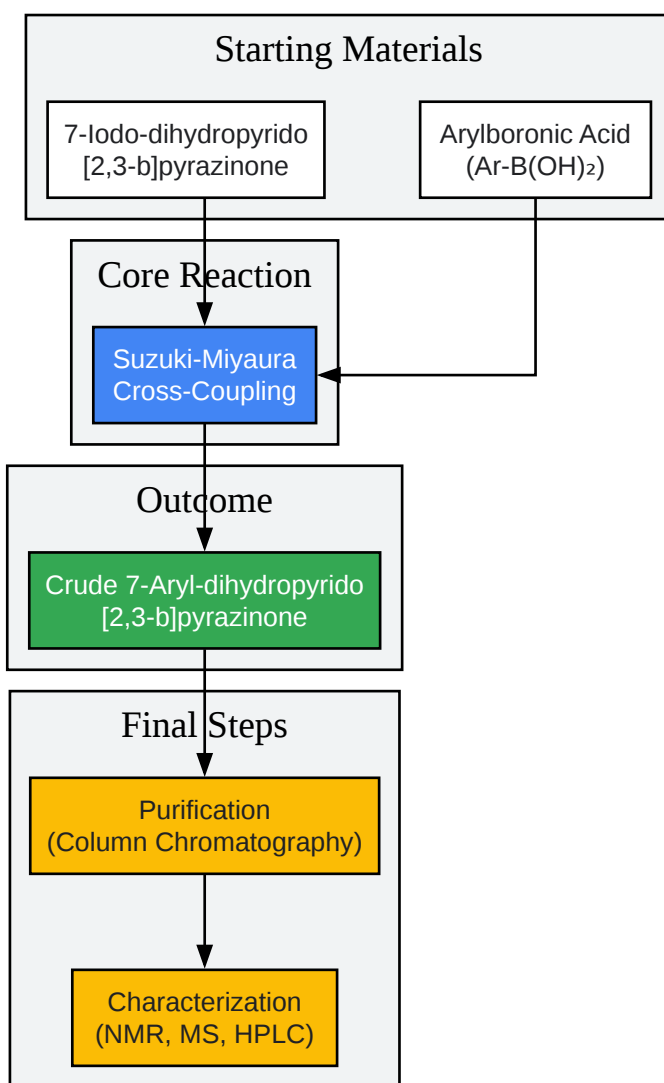 Starting Materials
7-Iodo-dihydropyrido
[2,3-b]pyrazinone
Arylboronic Acid
(Ar-B(OH)₂)
Core Reaction
Suzuki-Miyaura
Cross-Coupling
Outcome
Crude 7-Aryl-dihydropyrido
[2,3-b]pyrazinone
Final Steps
Purification
(Column Chromatography)
Characterization
(NMR, MS, HPLC)